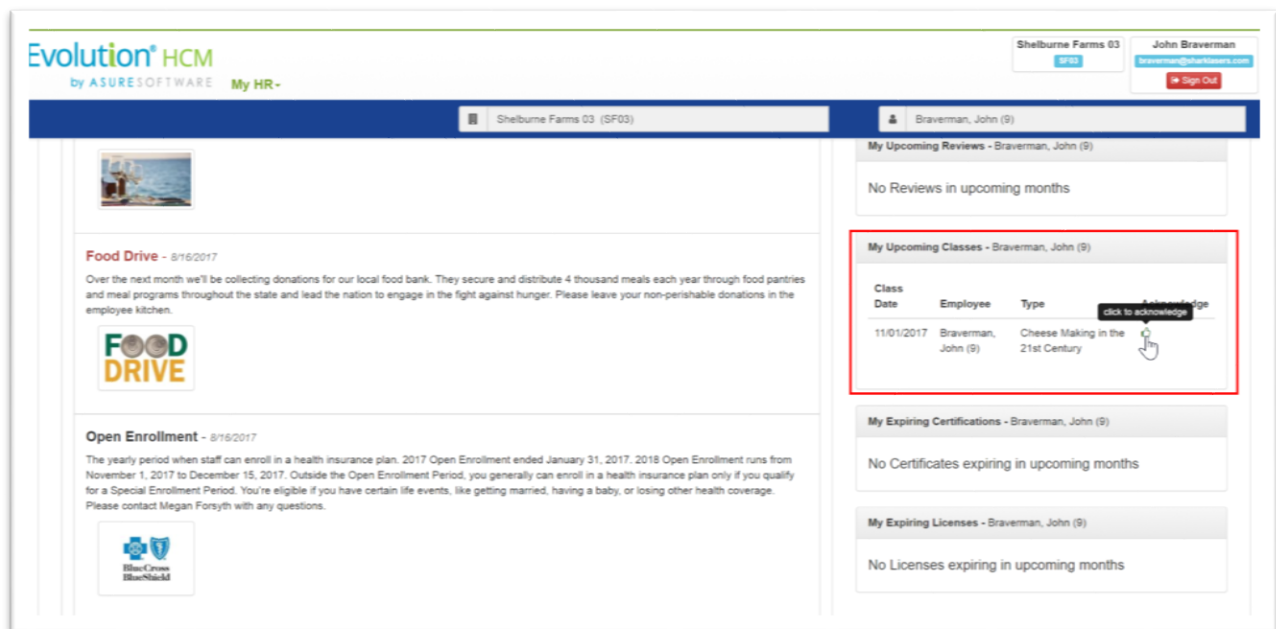 Evolution® HCM
by ASURESOFTWARE
My HR-
Shelburne Farms 03
SF03
John Braverman
braverman@sharklasers.com
Sign Out
Shelburne Farms 03 (SF03)
Braverman, John (9)
Food Drive - 8/16/2017
Over the next month we'll be collecting donations for our local food bank. They secure and distribute 4 thousand meals each year through food pantries
and meal programs throughout the state and lead the nation to engage in the fight against hunger. Please leave your non-perishable donations in the
employee kitchen.
FOOD
DRIVE
Open Enrollment - 8/16/2017
The yearly period when staff can enroll in a health insurance plan. 2017 Open Enrollment ended January 31, 2017. 2018 Open Enrollment runs from
November 1, 2017 to December 15, 2017. Outside the Open Enrollment Period, you generally can enroll in a health insurance plan only if you qualify
for a Special Enrollment Period. You're eligible if you have certain life events, like getting married, having a baby, or losing other health coverage.
Please contact Megan Forsyth with any questions.
BlueCross
BlueShield
My Upcoming Reviews - Braverman, John (9)
No Reviews in upcoming months
My Upcoming Classes - Braverman, John (9)
Class
Date Employee Type Acknowledge
click to acknowledge
11/01/2017 Braverman, Cheese Making in the
John (9) 21st Century
My Expiring Certifications - Braverman, John (9)
No Certificates expiring in upcoming months
My Expiring Licenses - Braverman, John (9)
No Licenses expiring in upcoming months